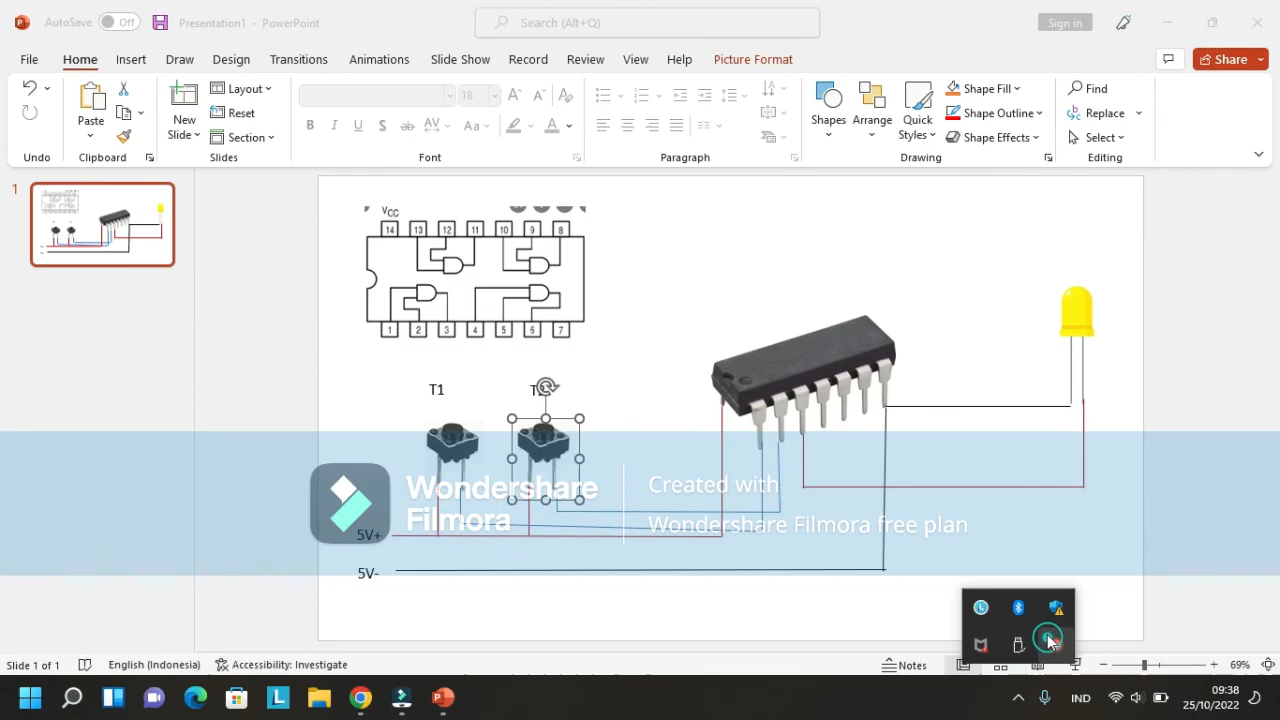 AutoSave Off Presentation1 - PowerPoint Search (Alt+Q) Sign in
File Home Insert Draw Design Transitions Animations Slide Show Record Review View Help Picture Format Share
Paste New Slide Layout Reset Section 18 Shapes Arrange Quick Styles Shape Fill Shape Outline Shape Effects Find Replace Select
Undo Clipboard Slides Font Paragraph Drawing Editing
1
VCC
14 13 12 11 10 9 8
1 2 3 4 5 6 7
T1
Wondershare
Filmora
Created with
Wondershare Filmora free plan
5V+
5V-
Slide 1 of 1 English (Indonesia) Accessibility: Investigate Notes 69%
IND 09:38
25/10/2022